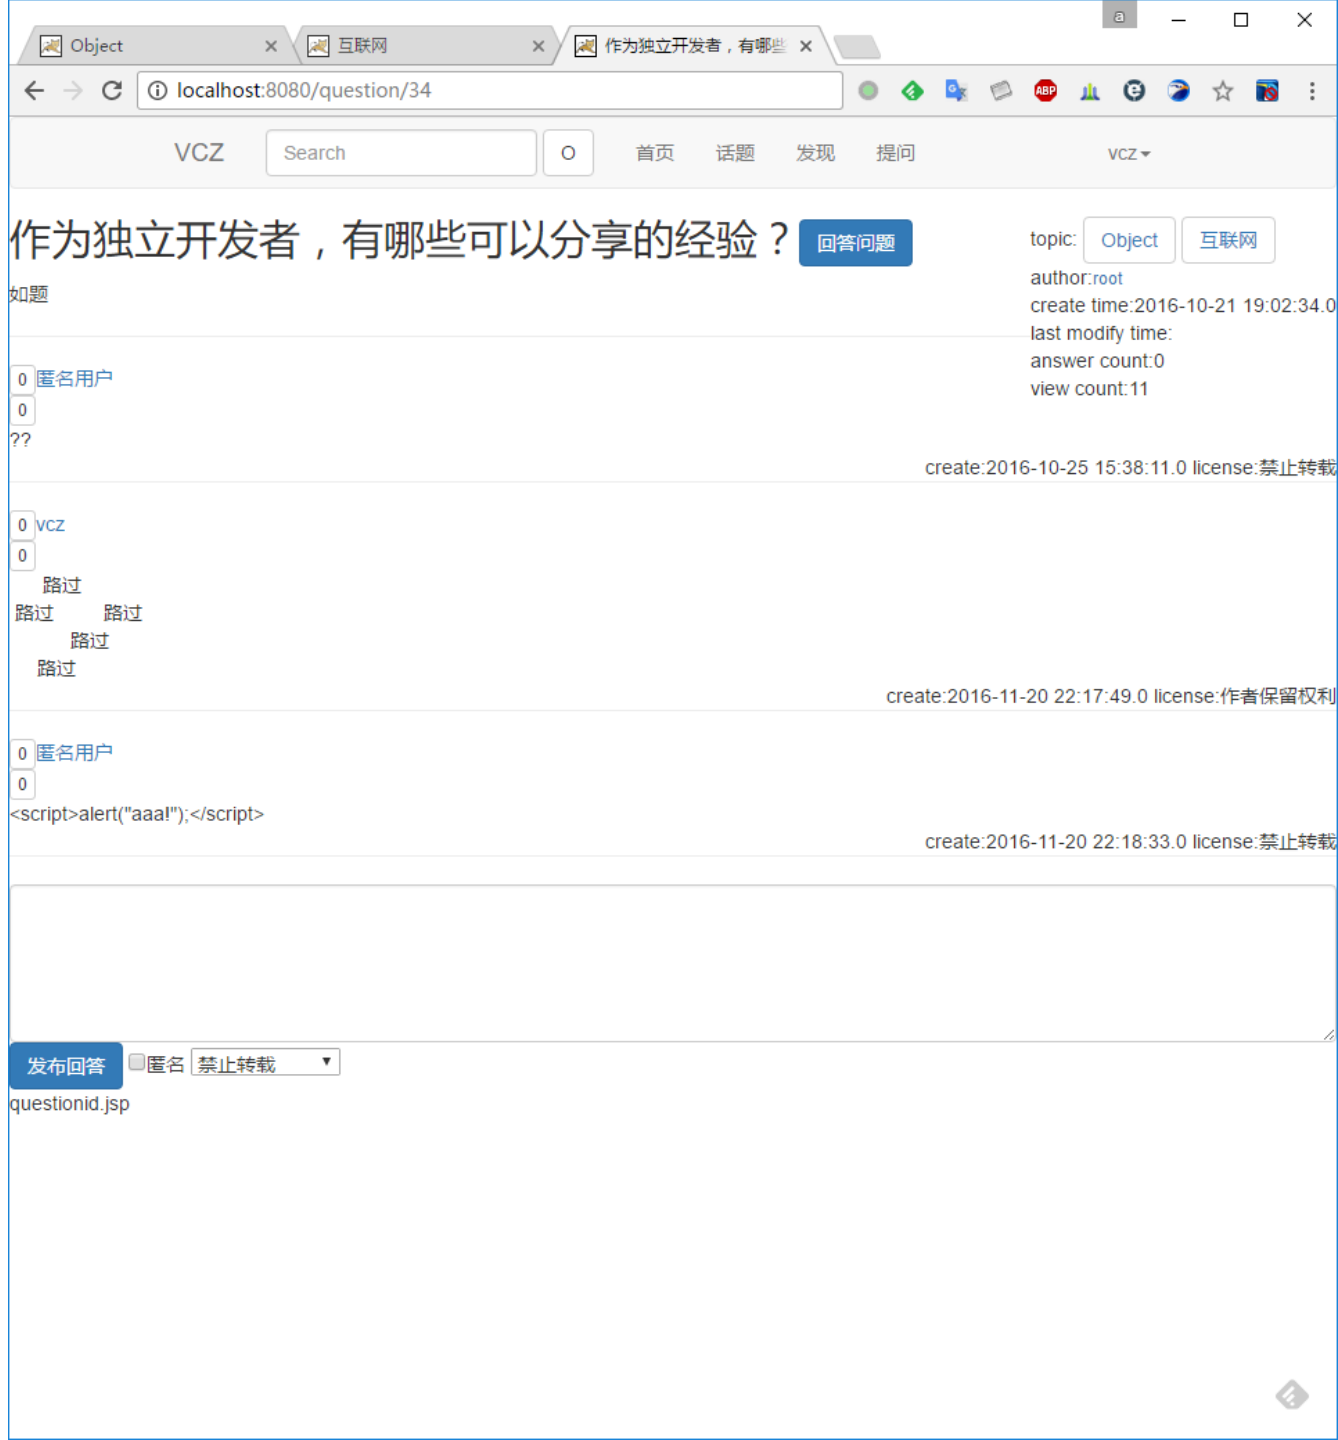 a
Object
互联网
作为独立开发者，有哪些
localhost:8080/question/34
ABP
VCZ
Search
O
首页 话题 发现 提问
vcz
作为独立开发者，有哪些可以分享的经验？
回答问题
如题
topic: Object 互联网
author:root
create time:2016-10-21 19:02:34.0
last modify time:
answer count:0
view count:11
0 匿名用户
0
??
create:2016-10-25 15:38:11.0 license:禁止转载
0 vcz
0
路过
路过 路过
路过
路过
create:2016-11-20 22:17:49.0 license:作者保留权利
0 匿名用户
0
<script>alert("aaa!");</script>
create:2016-11-20 22:18:33.0 license:禁止转载
发布回答 匿名 禁止转载
questionid.jsp